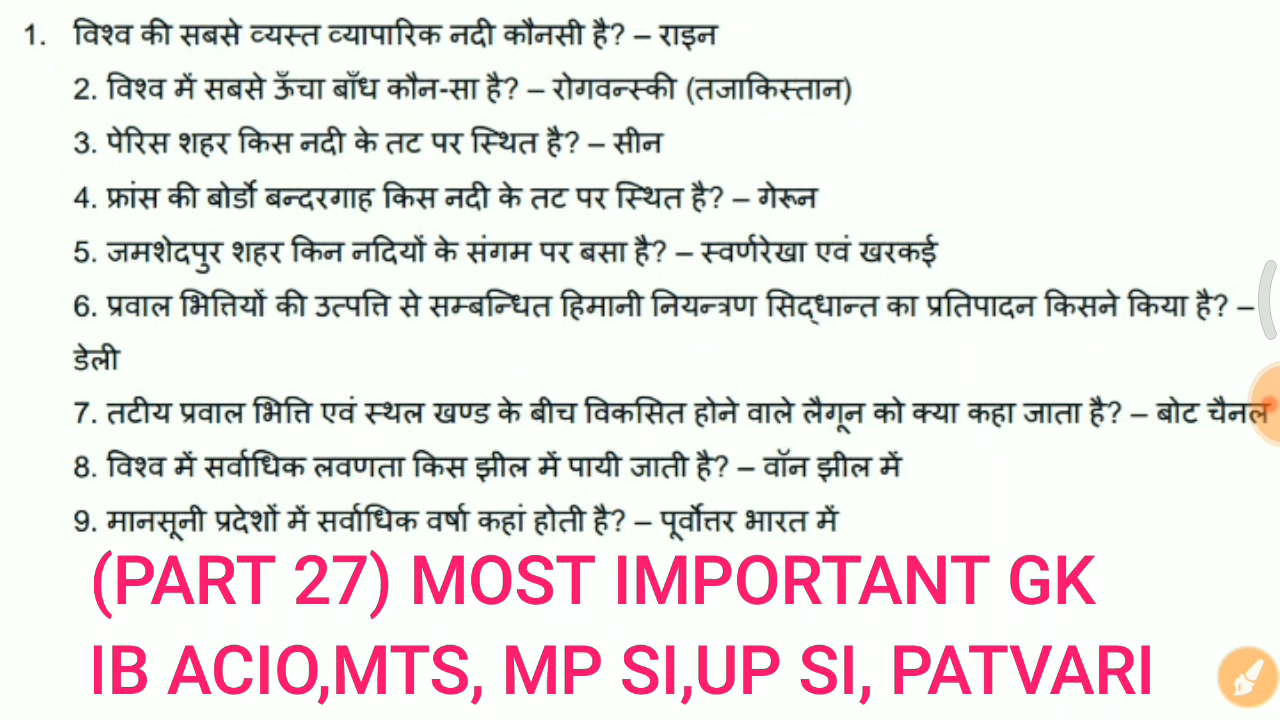 1. विश्व की सबसे व्यस्त व्यापारिक नदी कौनसी है? – राइन
2. विश्व में सबसे ऊँचा बाँध कौन-सा है? – रोगवन्स्की (तजाकिस्तान)
3. पेरिस शहर किस नदी के तट पर स्थित है? – सीन
4. फ्रांस की बोर्डो बन्दरगाह किस नदी के तट पर स्थित है? – गेरून
5. जमशेदपुर शहर किन नदियों के संगम पर बसा है? – स्वर्णरेखा एवं खरकई
6. प्रवाल भित्तियों की उत्पत्ति से सम्बन्धित हिमानी नियन्त्रण सिद्धान्त का प्रतिपादन किसने किया है? –
डेली
7. तटीय प्रवाल भित्ति एवं स्थल खण्ड के बीच विकसित होने वाले लैगून को क्या कहा जाता है? – बोट चैनल
8. विश्व में सर्वाधिक लवणता किस झील में पायी जाती है? – वॉन झील में
9. मानसूनी प्रदेशों में सर्वाधिक वर्षा कहां होती है? – पूर्वोत्तर भारत में
(PART 27) MOST IMPORTANT GK
IB ACIO,MTS, MP SI,UP SI, PATVARI